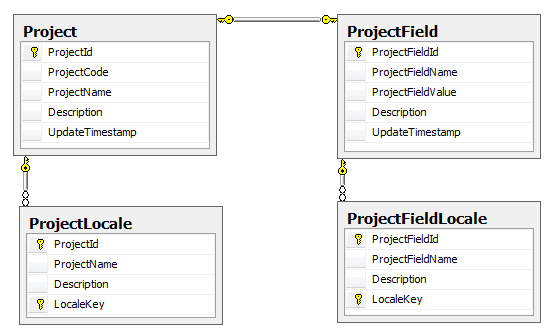 Project
ProjectId
ProjectCode
ProjectName
Description
UpdateTimestamp
ProjectField
ProjectFieldId
ProjectFieldName
ProjectFieldValue
Description
UpdateTimestamp
ProjectLocale
ProjectId
ProjectName
Description
LocaleKey
ProjectFieldLocale
ProjectFieldId
ProjectFieldName
Description
LocaleKey